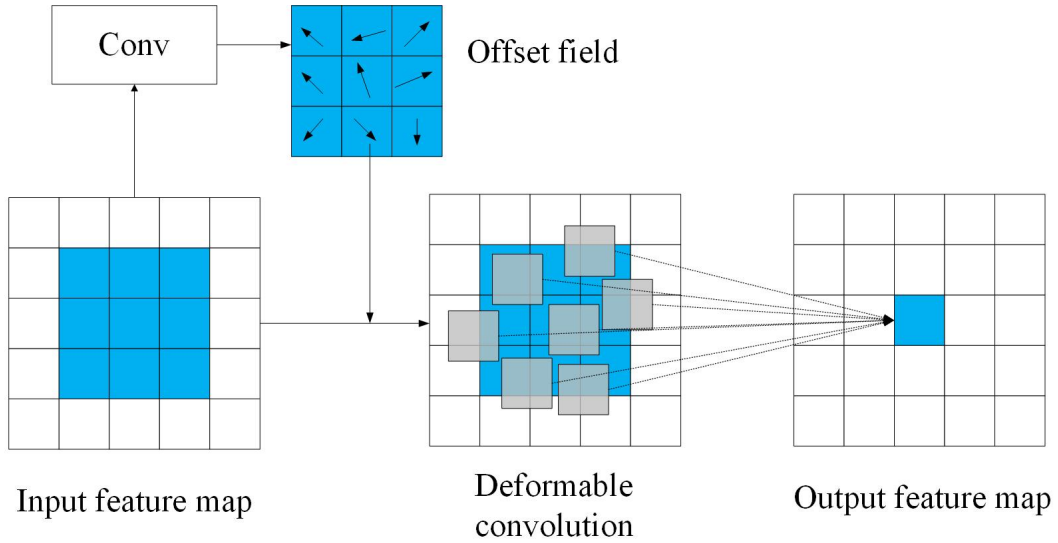 Conv
Offset field
Input feature map
Deformable
convolution
Output feature map